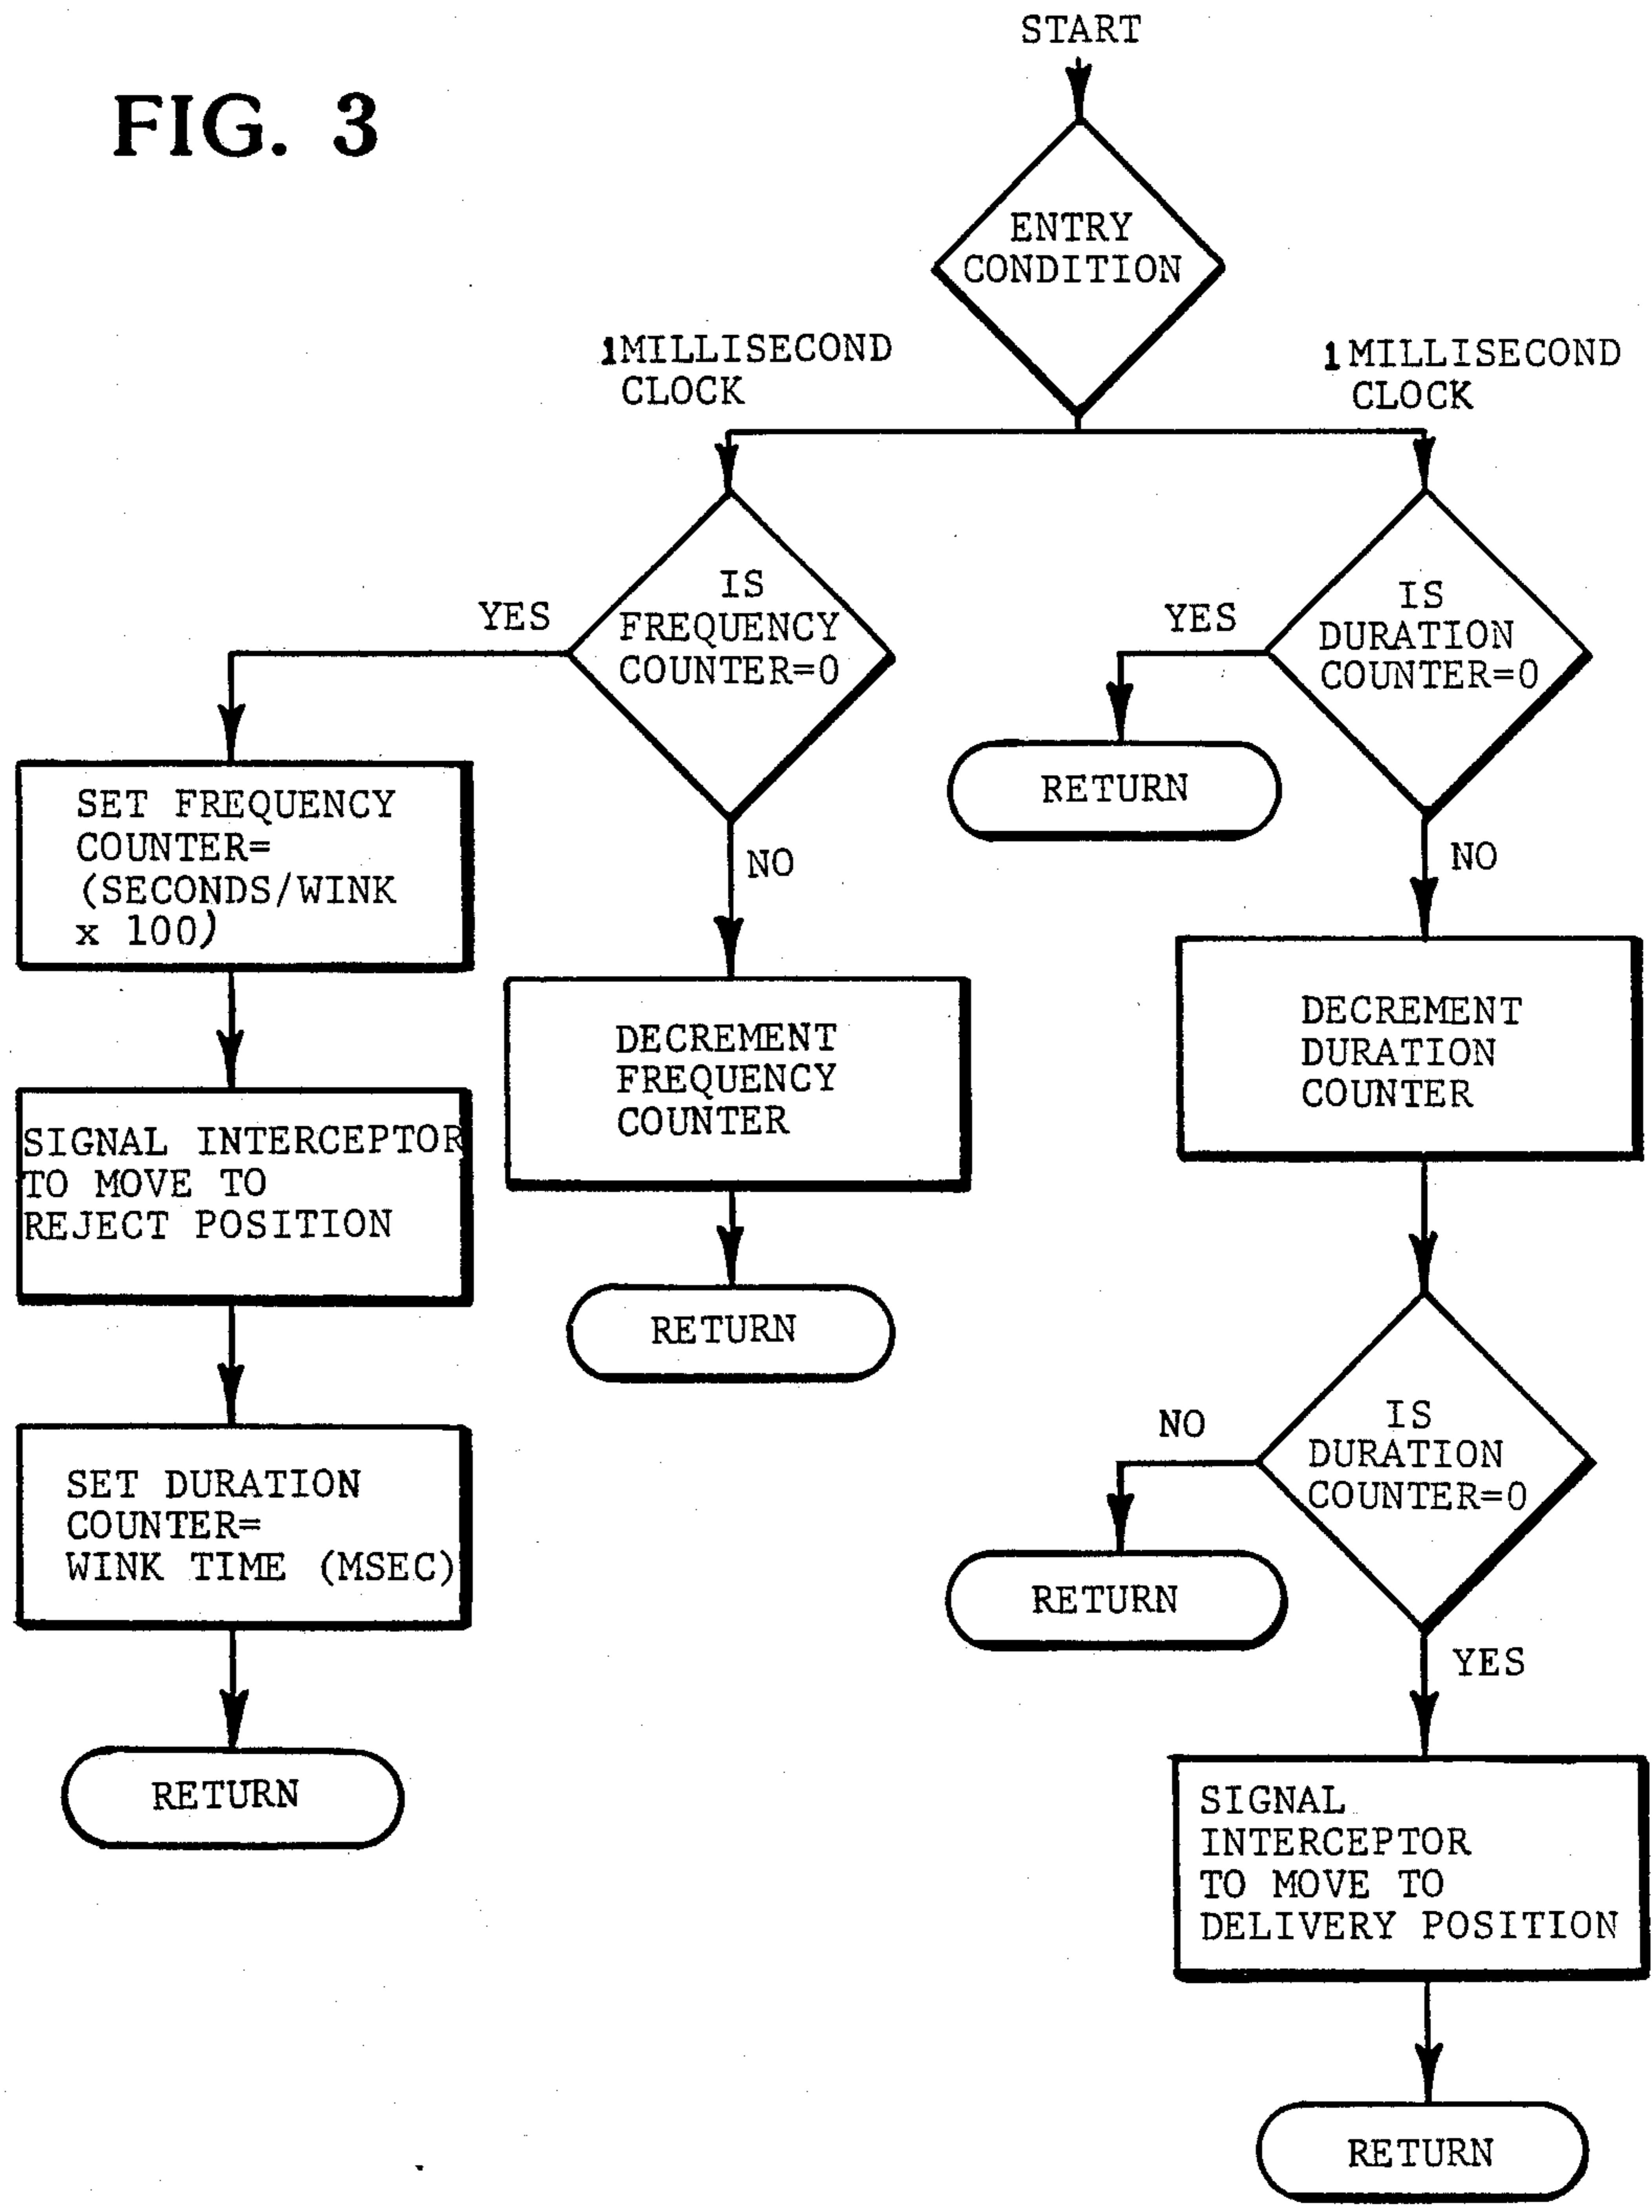 FIG. 3
START
ENTRY
CONDITION
1 MILLISECOND
CLOCK
1 MILLISECOND
CLOCK
IS
FREQUENCY
COUNTER=0
YES
NO
IS
DURATION
COUNTER=0
YES
RETURN
NO
SET FREQUENCY
COUNTER=
(SECONDS/WINK
x 100)
DECREMENT
FREQUENCY
COUNTER
DECREMENT
DURATION
COUNTER
SIGNAL INTERCEPTOR
TO MOVE TO
REJECT POSITION
RETURN
IS
DURATION
COUNTER=0
NO
RETURN
YES
SET DURATION
COUNTER=
WINK TIME (MSEC)
RETURN
SIGNAL
INTERCEPTOR
TO MOVE TO
DELIVERY POSITION
RETURN